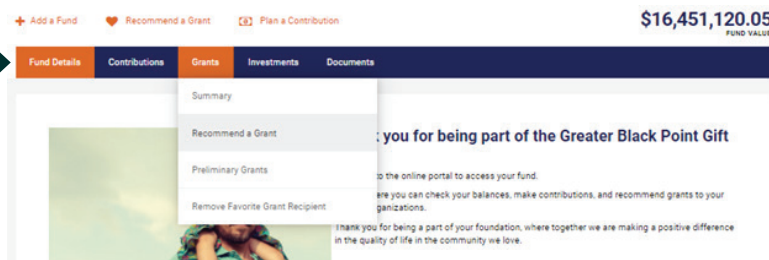 Add a Fund
Recommend a Grant
Plan a Contribution
$16,451,120.05
FUND VALUE
Fund Details
Contributions
Grants
Investments
Documents
Summary
Recommend a Grant
Preliminary Grants
Remove Favorite Grant Recipient
you for being part of the Greater Black Point Gift
to the online portal to access your fund.
you can check your balances, make contributions, and recommend grants to your
Thank you for being a part of your foundation, where together we are making a positive difference
in the quality of life in the community we love.